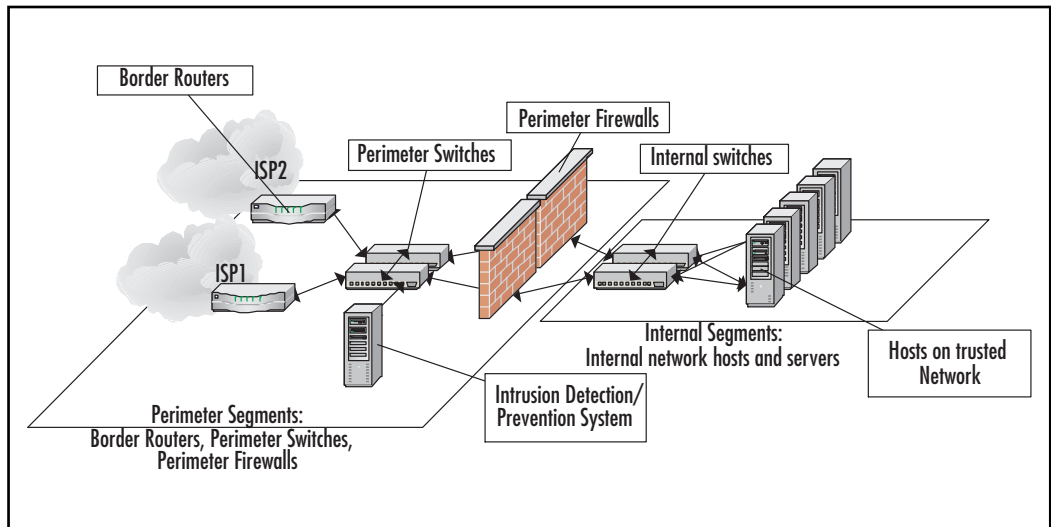 Border Routers
Perimeter Firewalls
Perimeter Switches
Internal switches
ISP2
ISP1
Internal Segments:
Internal network hosts and servers
Hosts on trusted
Network
Intrusion Detection/
Prevention System
Perimeter Segments:
Border Routers, Perimeter Switches,
Perimeter Firewalls